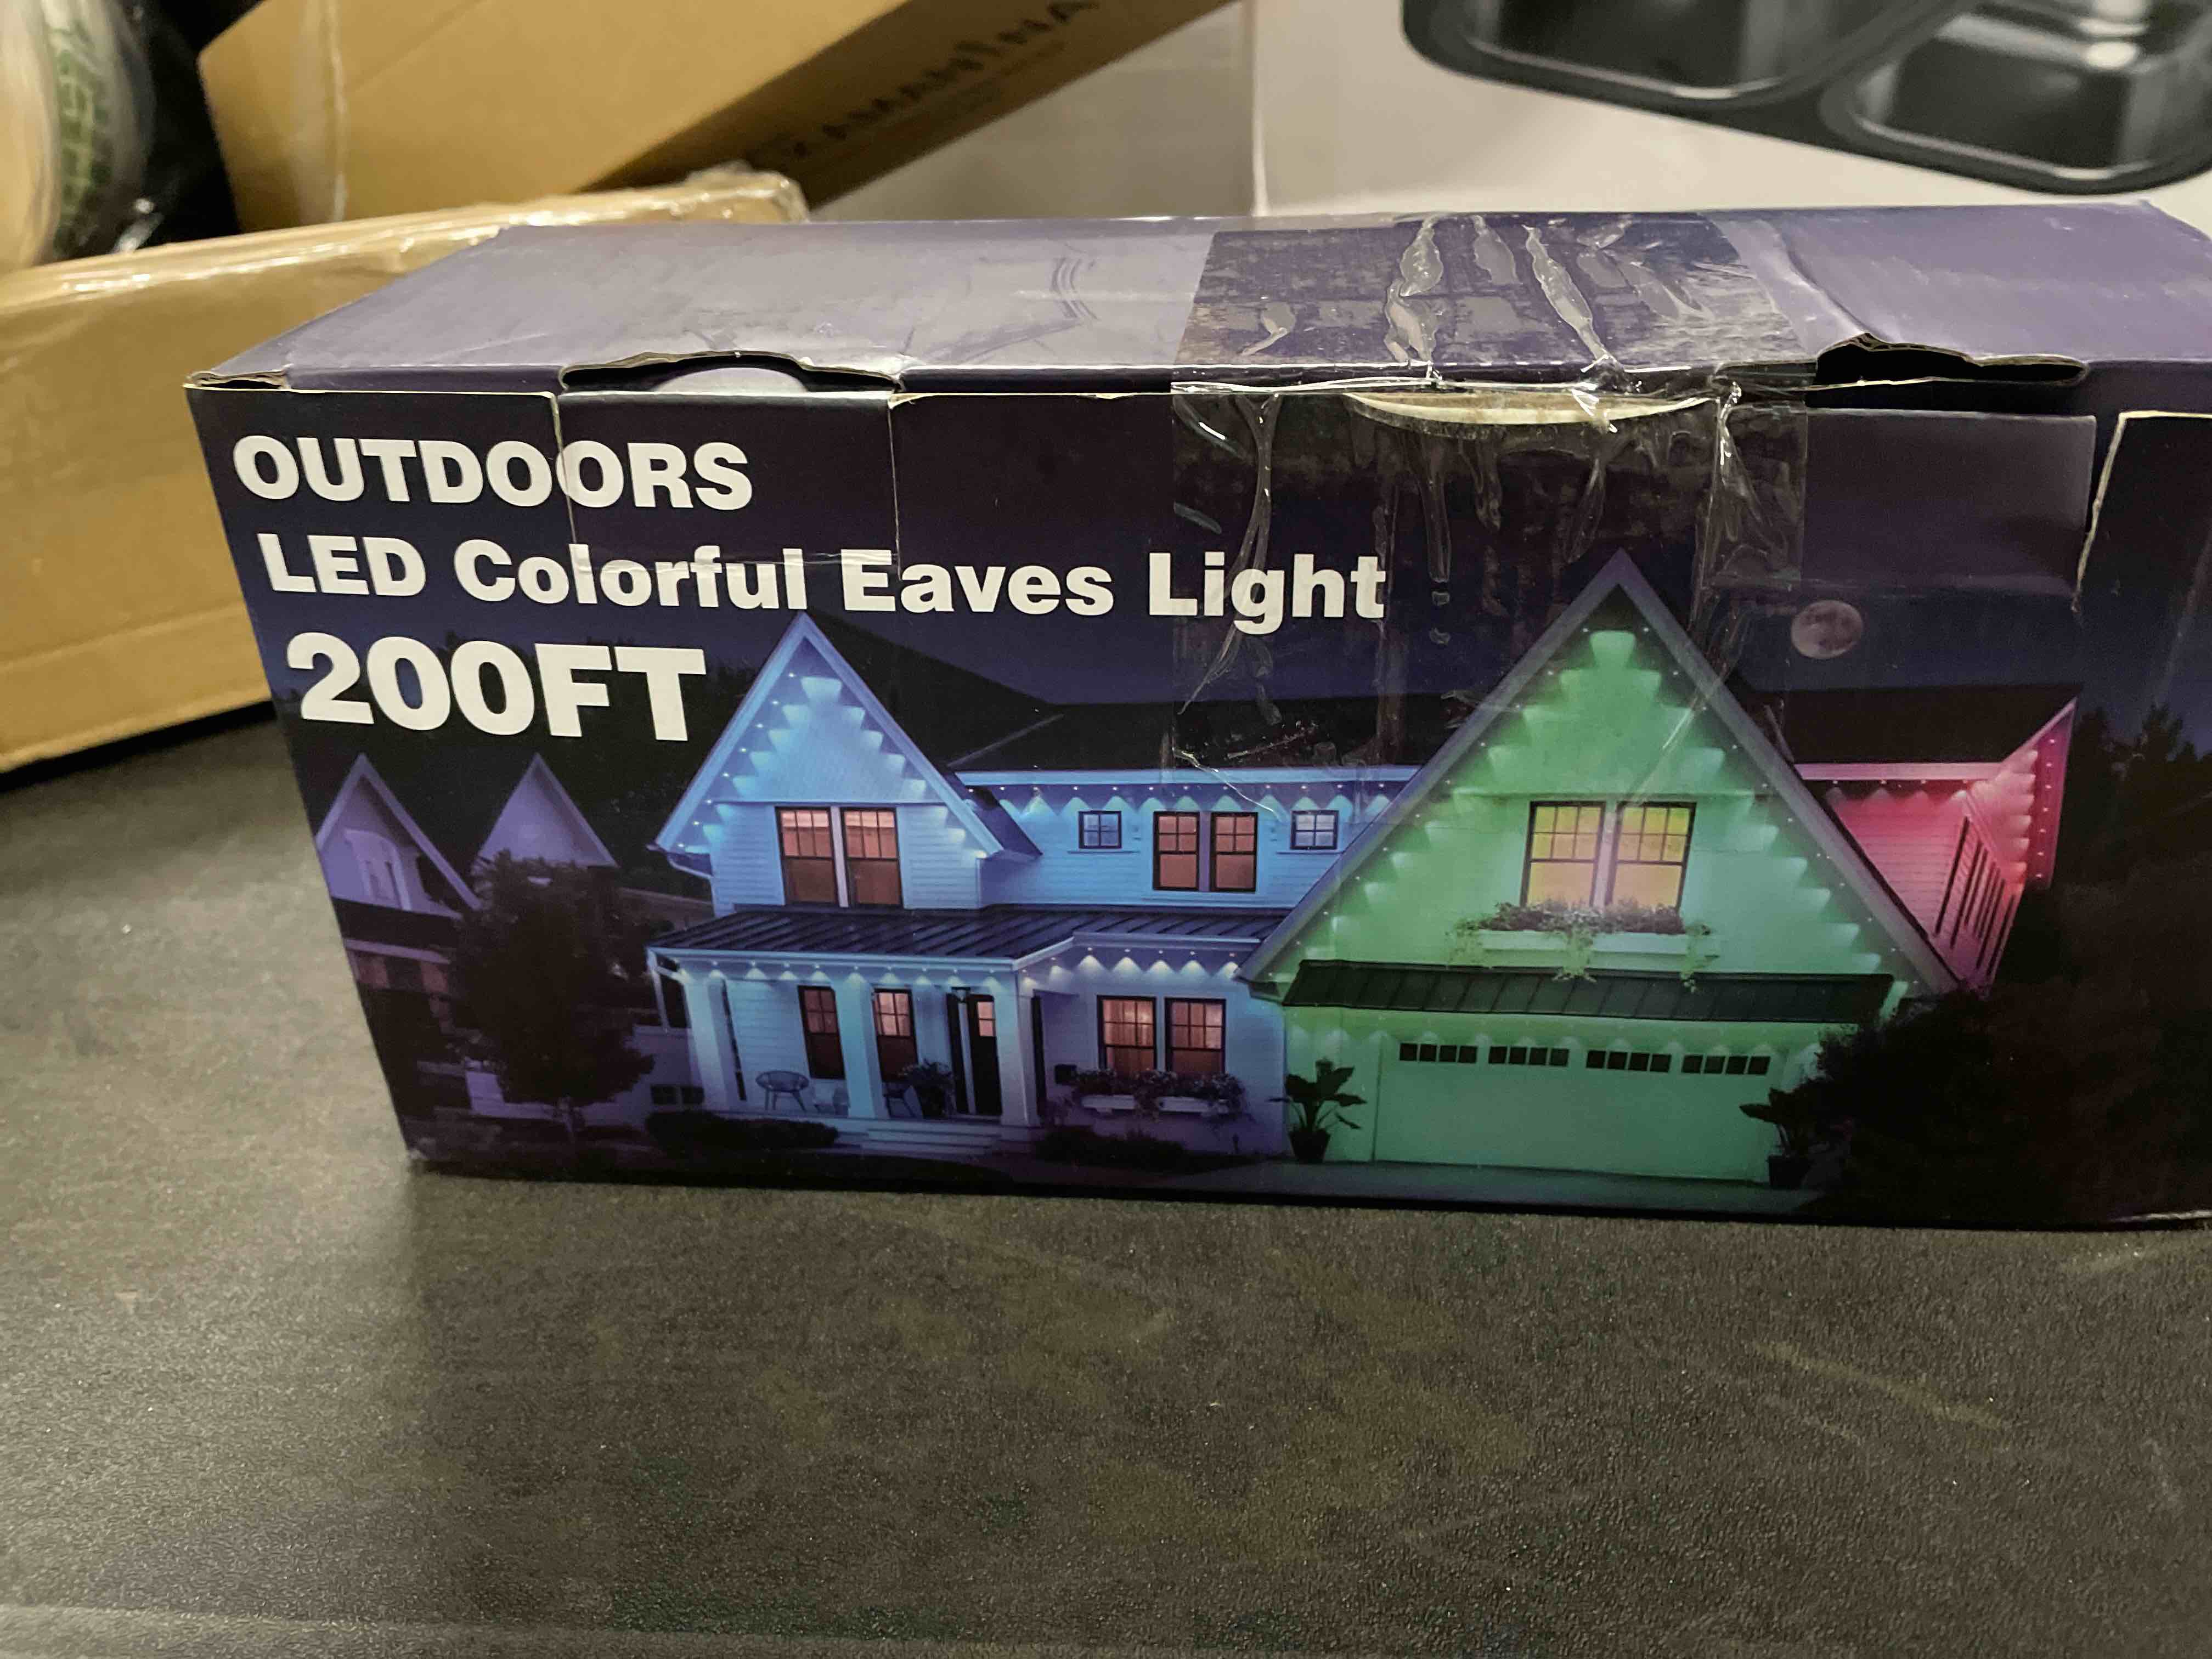 OUTDOORS
LED Colorful Eaves Light
200FT